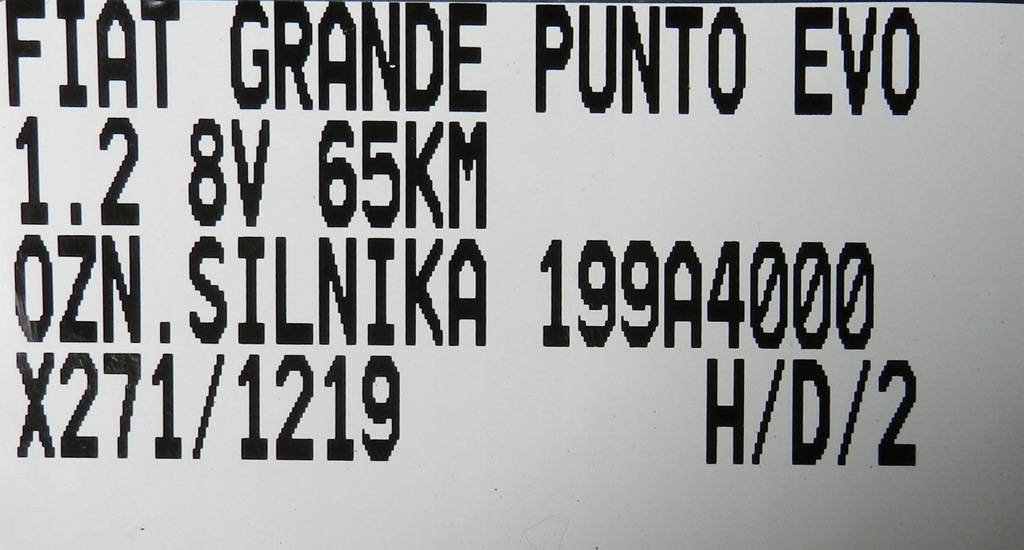 FIAT GRANDE PUNTO EVO
1.2 8V 65KM
OZN.SILNIKA 199A4000
X271/1219 H/D/2